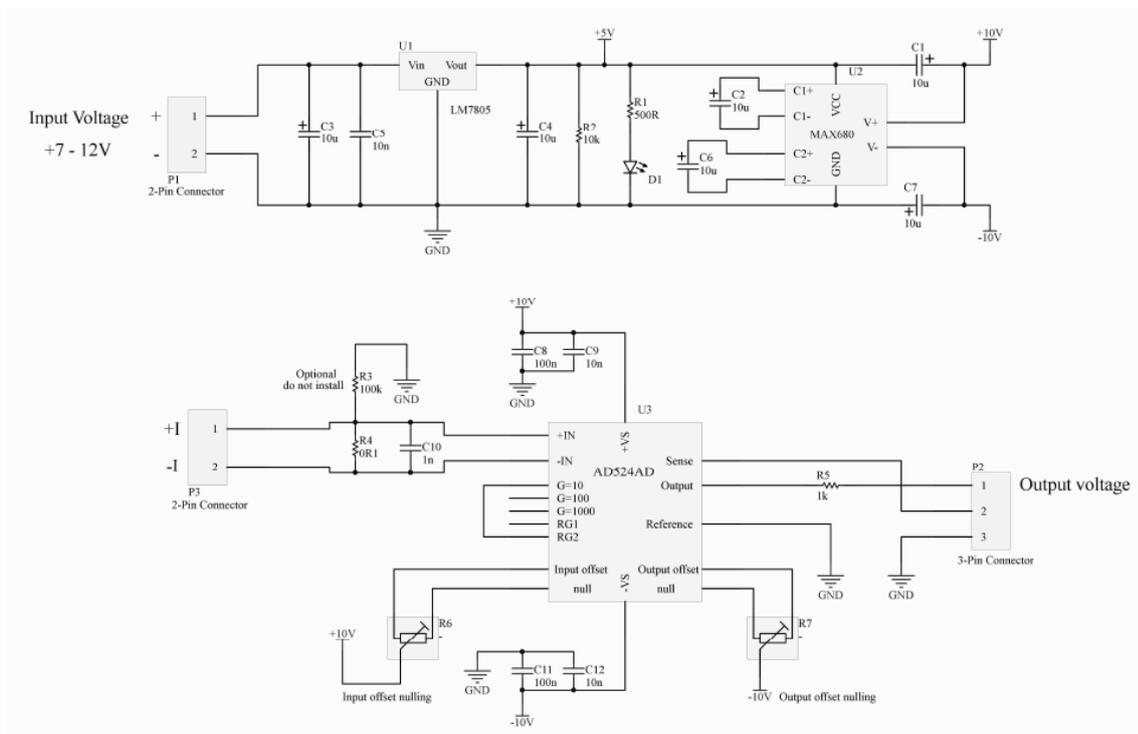 Input Voltage
+7 - 12V
+
-
1
2
P1
2-Pin Connector
+
C3
10u
C5
10n
U1
Vin
Vout
GND
LM7805
GND
+
C4
10u
R2
10k
+5V
R1
500R
D1
+
C2
10u
+
C6
10u
U2
C1+
C1-
C2+
C2-
VCC
MAX680
GND
V+
V-
C1
+
10u
+10V
C7
+
10u
-10V
+10V
C8
100n
C9
10n
GND
Optional
do not install
R3
100k
GND
+I
-I
1
2
P3
2-Pin Connector
R4
0R1
C10
1n
U3
+IN
-IN
G=10
G=100
G=1000
RG1
RG2
Input offset
null
+VS
AD524AD
-VS
Sense
Output
Reference
Output offset
null
R5
1k
P2
1
2
3
Output voltage
3-Pin Connector
GND
GND
+10V
R6
-
Input offset nulling
GND
C11
100n
C12
10n
-10V
R7
-
-10V
Output offset nulling